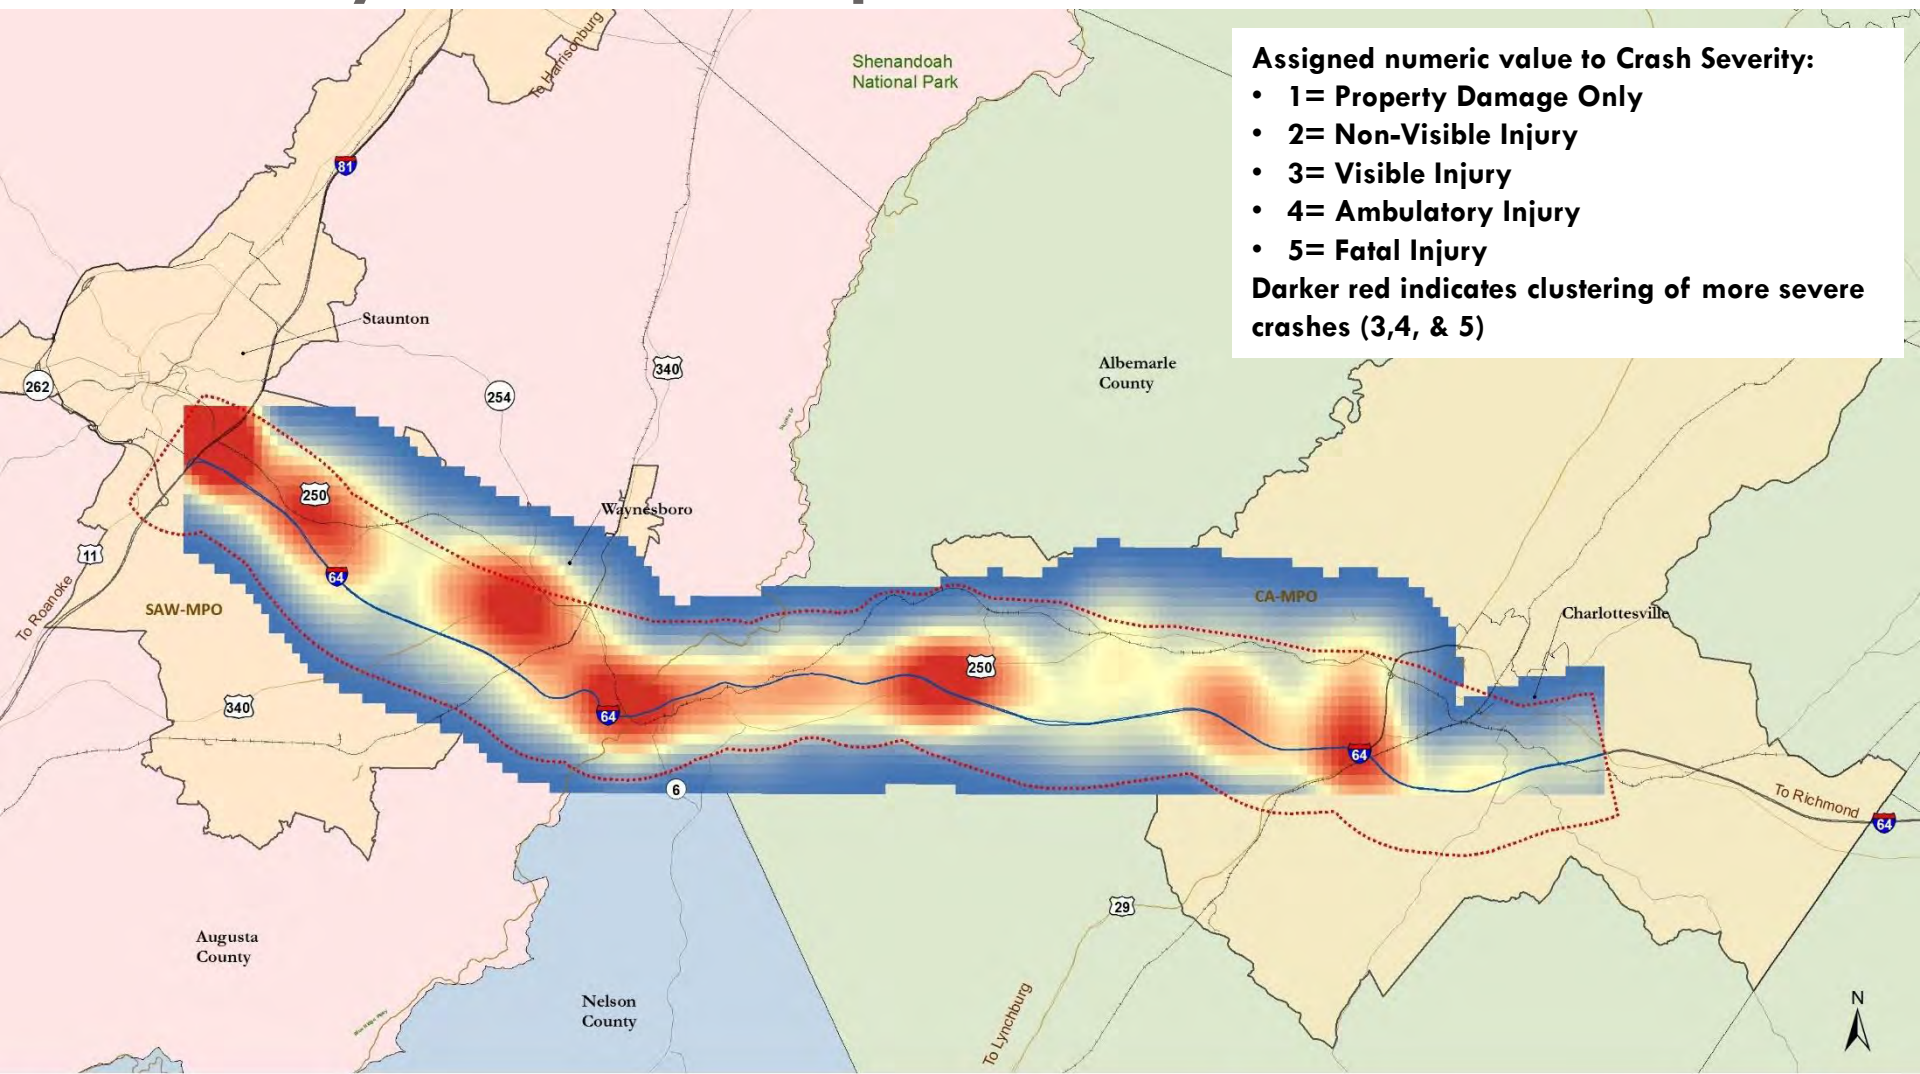 To Harrisonburg
Shenandoah
National Park
Assigned numeric value to Crash Severity:
• 1= Property Damage Only
• 2= Non-Visible Injury
• 3= Visible Injury
• 4= Ambulatory Injury
• 5= Fatal Injury
Darker red indicates clustering of more severe
crashes (3,4, & 5)
81
Staunton
340
262
254
Albemarle
County
250
Waynesboro
11
64
To Roanoke
SAW-MPO
CA-MPO
Charlottesville
250
340
64
64
6
To Richmond
64
29
Augusta
County
Nelson
County
To Lynchburg
N